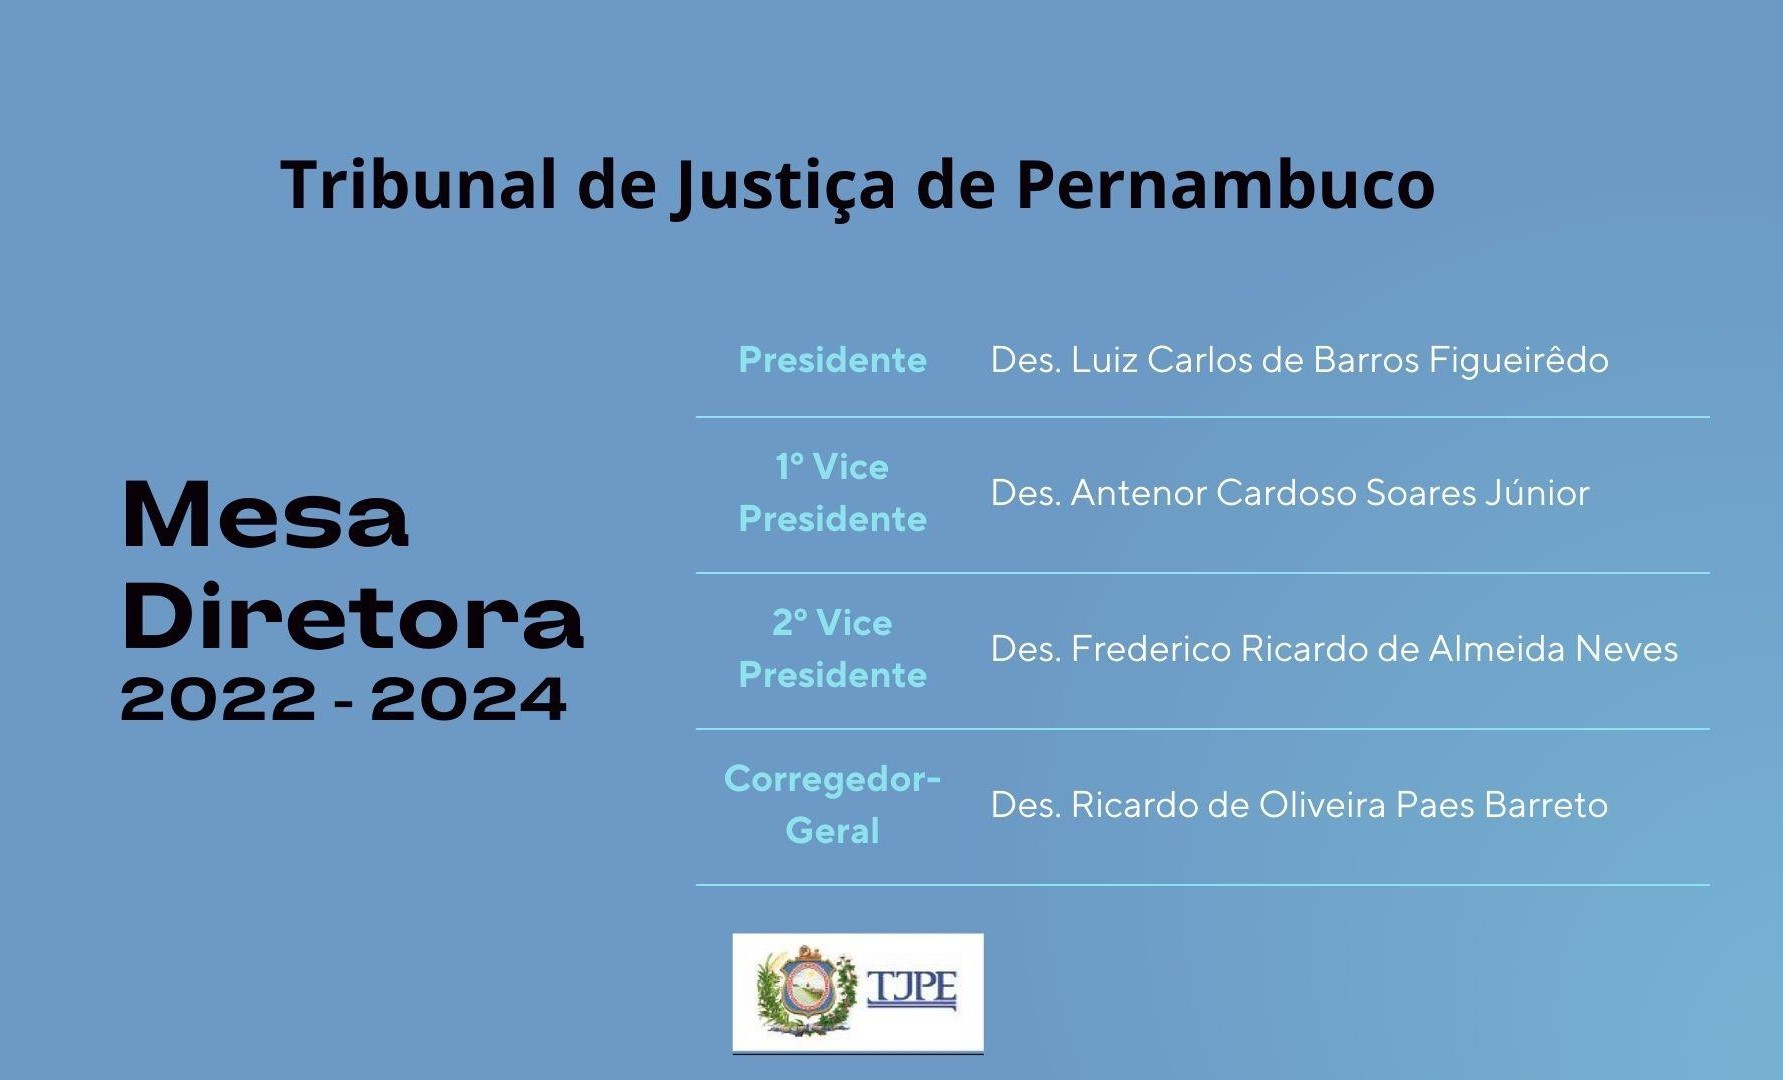 Tribunal de Justiça de Pernambuco
Mesa
Diretora
2022 - 2024
Presidente
Des. Luiz Carlos de Barros Figueirêdo
1º Vice
Presidente
Des. Antenor Cardoso Soares Júnior
2º Vice
Presidente
Des. Frederico Ricardo de Almeida Neves
Corregedor-
Geral
Des. Ricardo de Oliveira Paes Barreto
TJPE